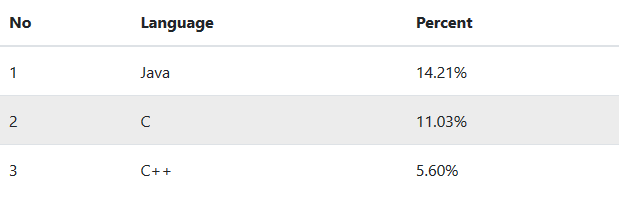 No Language Percent
1 Java 14.21%
2 C 11.03%
3 C++ 5.60%